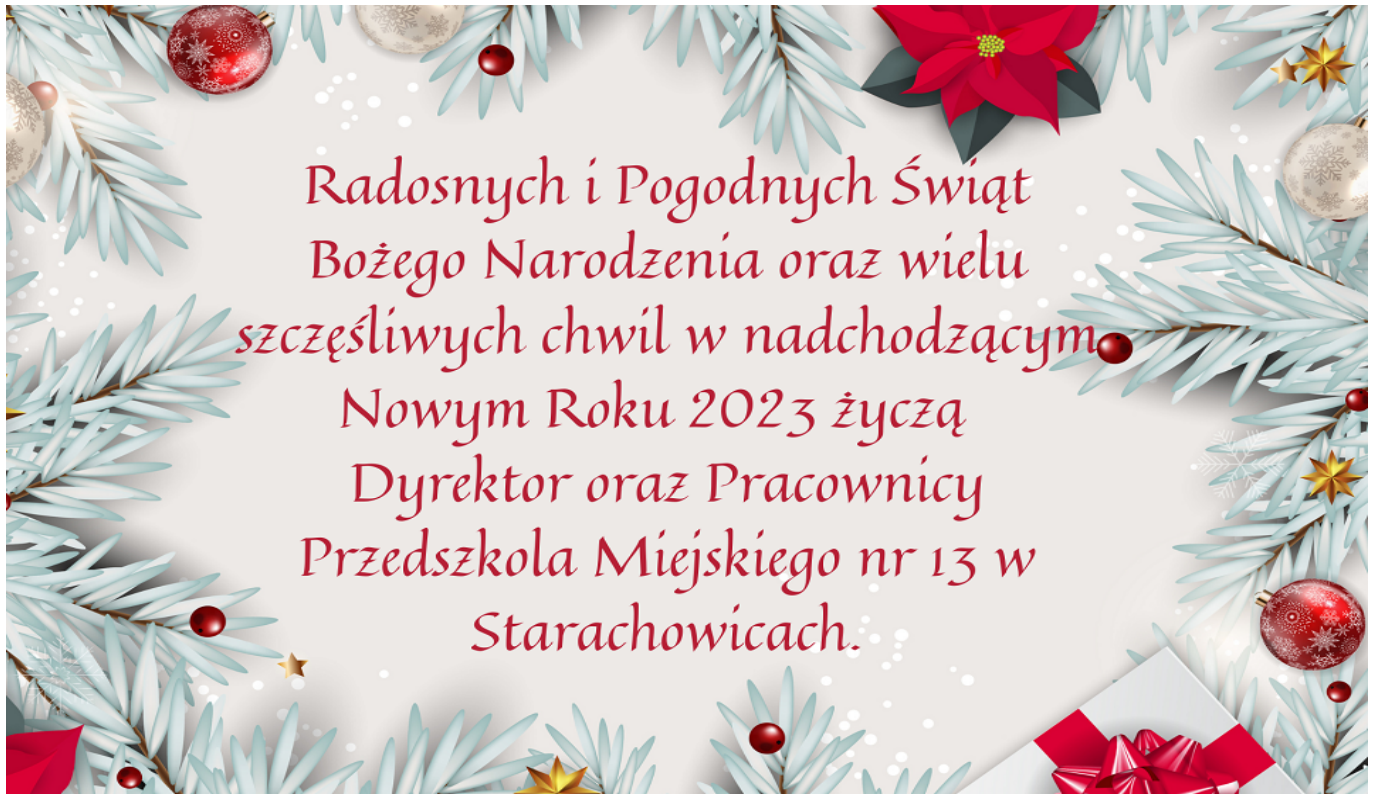 Radosnych i Pogodnych Świąt
Bożego Narodzenia oraz wielu
szczęśliwych chwil w nadchodzącym
Nowym Roku 2023 życzą
Dyrektor oraz Pracownicy
Przedszkola Miejskiego nr 13 w
Starachowicach.